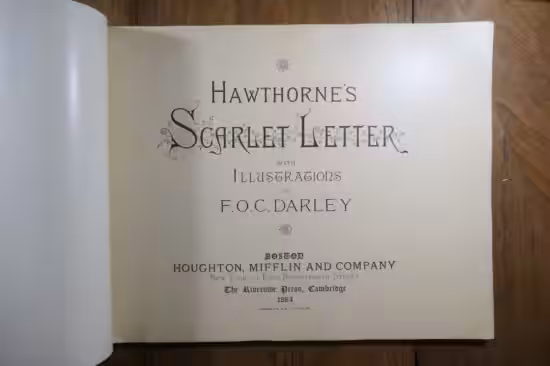 HAWTHORNE'S
SCARLET LETTER
WITH
ILLUSTRATIONS
F.O.C. DARLEY
BOSTON
HOUGHTON, MIFFLIN AND COMPANY
The Riverside Press, Cambridge
1884